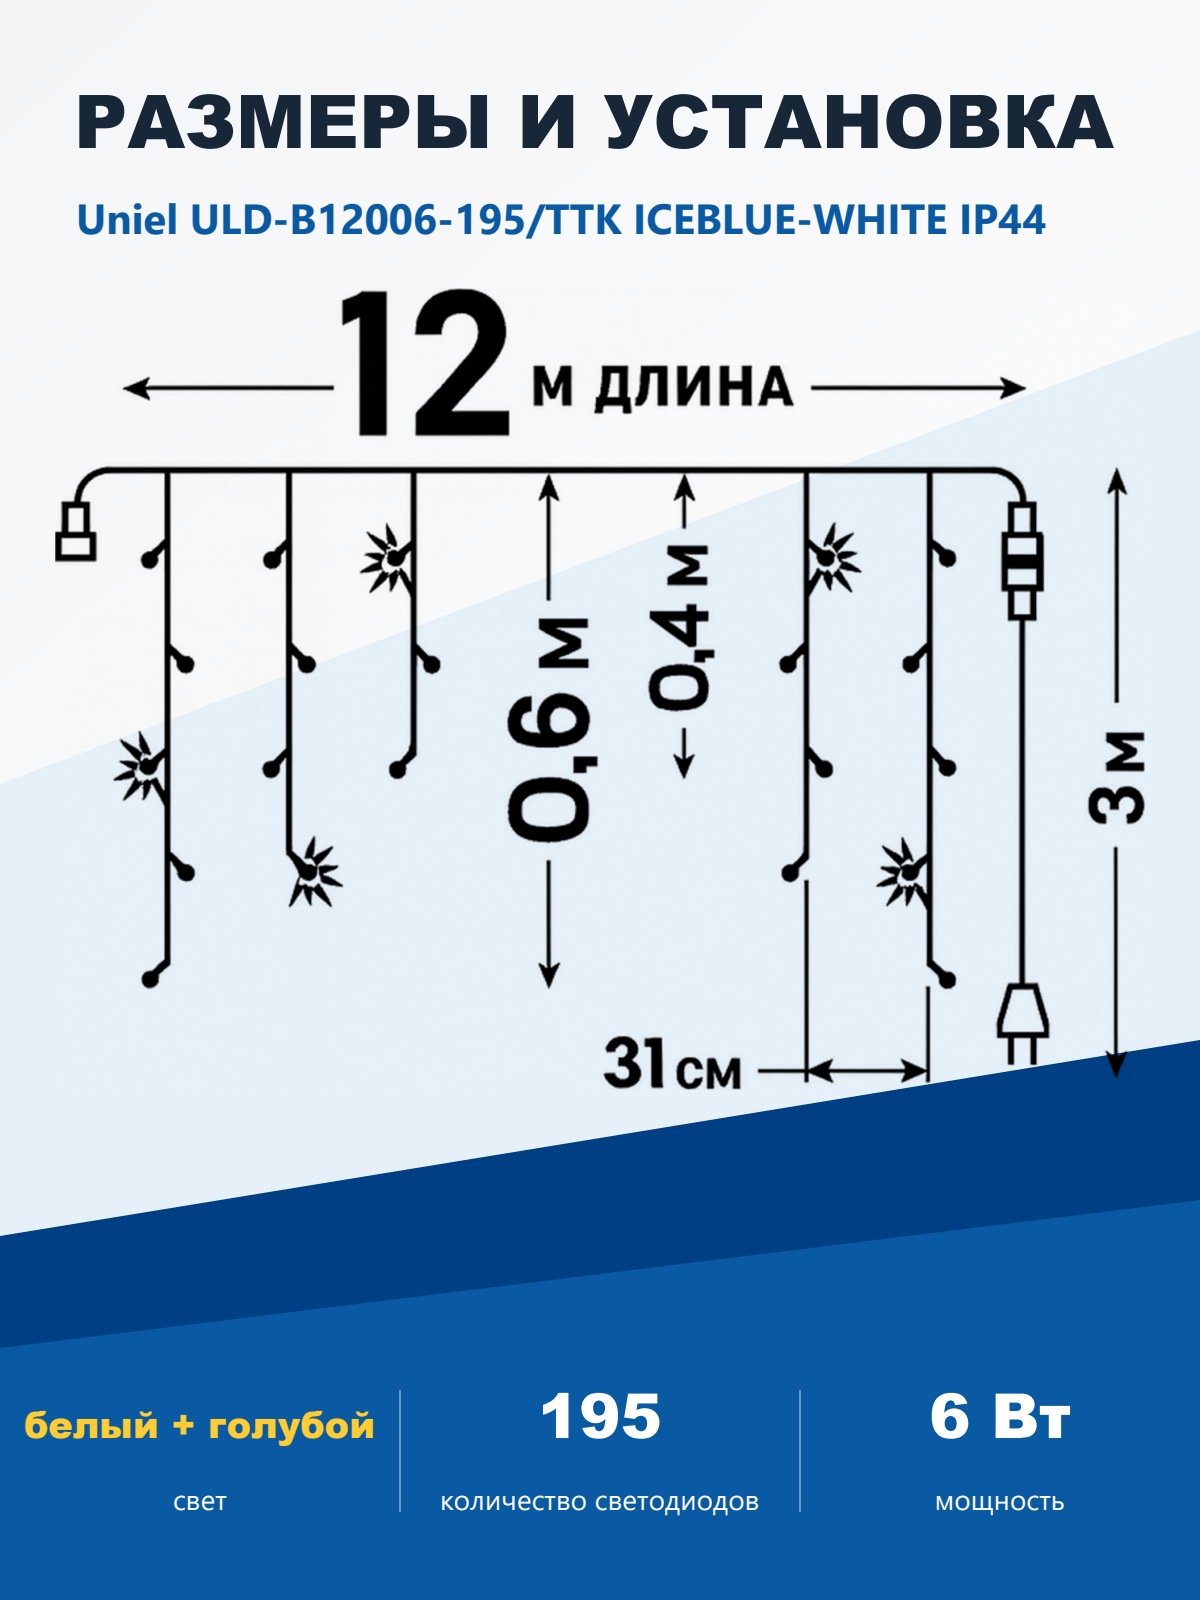 РАЗМЕРЫ И УСТАНОВКА
Uniel ULD-B12006-195/TTK ICEBLUE-WHITE IP44
12 м ДЛИНА
0,6 м
0,4 м
3 м
31 см
белый + голубой
свет
195
количество светодиодов
6 Вт
мощность